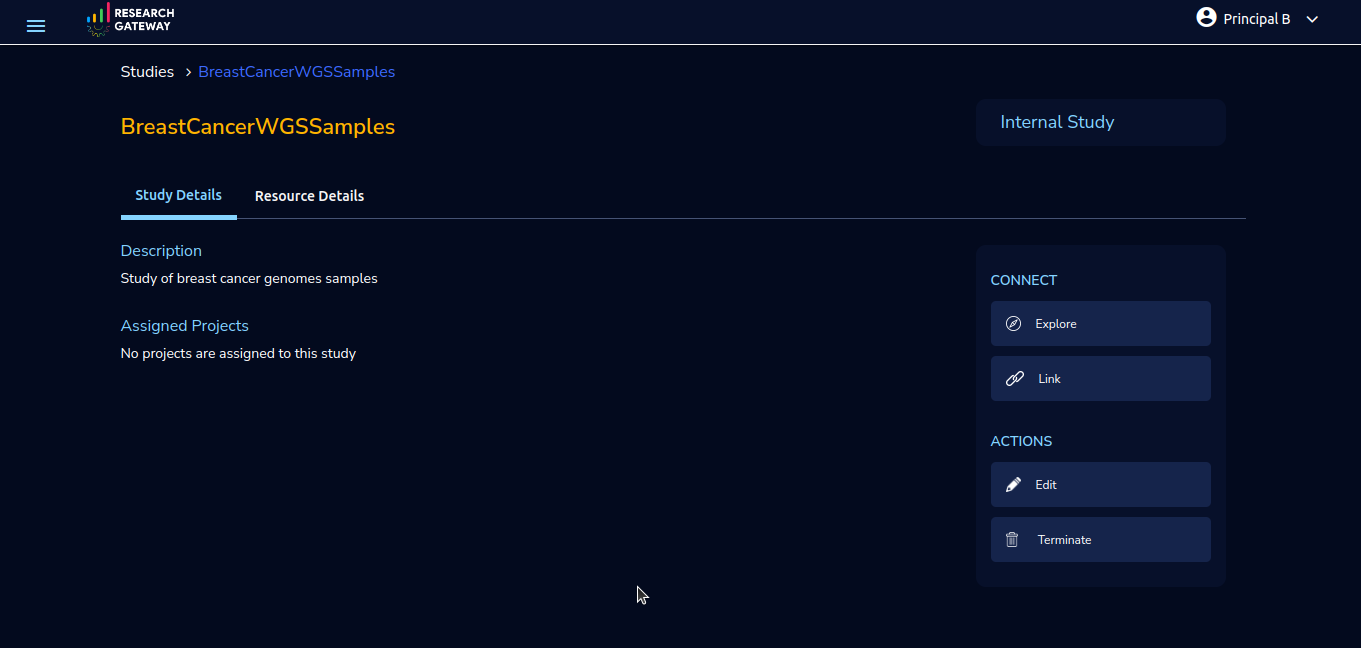 RESEARCH
GATEWAY
Principal B
Studies > BreastCancerWGSSamples
BreastCancerWGSSamples
Internal Study
Study Details
Resource Details
Description
Study of breast cancer genomes samples
Assigned Projects
No projects are assigned to this study
CONNECT
Explore
Link
ACTIONS
Edit
Terminate